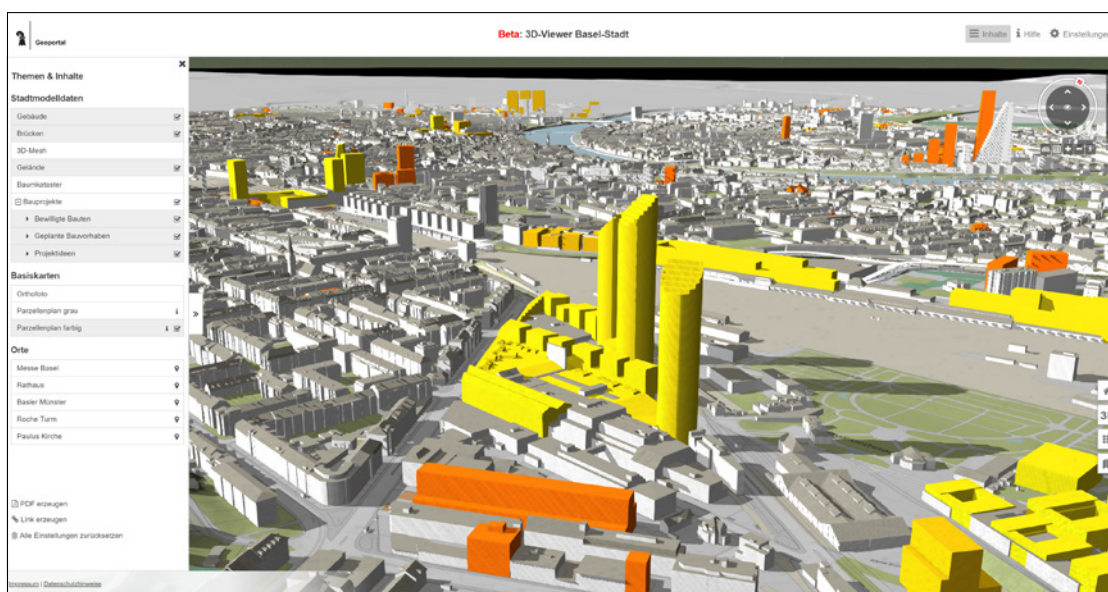 Geoportal
Beta: 3D-Viewer Basel-Stadt
Inhalte
Hilfe
Einstellungen
Themen & Inhalte
Stadtmodelldaten
Gebäude
Brücken
3D-Mesh
Gelände
Baumkataster
Bauprojekte
Bewilligte Bauten
Geplante Bauvorhaben
Projektideen
Basiskarten
Orthofoto
Parzellenplan grau
Parzellenplan farbig
Orte
Messe Basel
Rathaus
Basler Münster
Roche Turm
Paulus Kirche
PDF erzeugen
Link erzeugen
Alle Einstellungen zurücksetzen
Impressum | Datenschutzhinweise